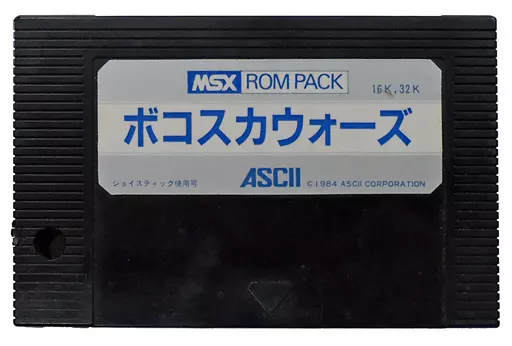 MSX ROM PACK 16K, 32K
ボコスカウォーズ
ジョイスティック使用可 ASCII ©1984 ASCII CORPORATION